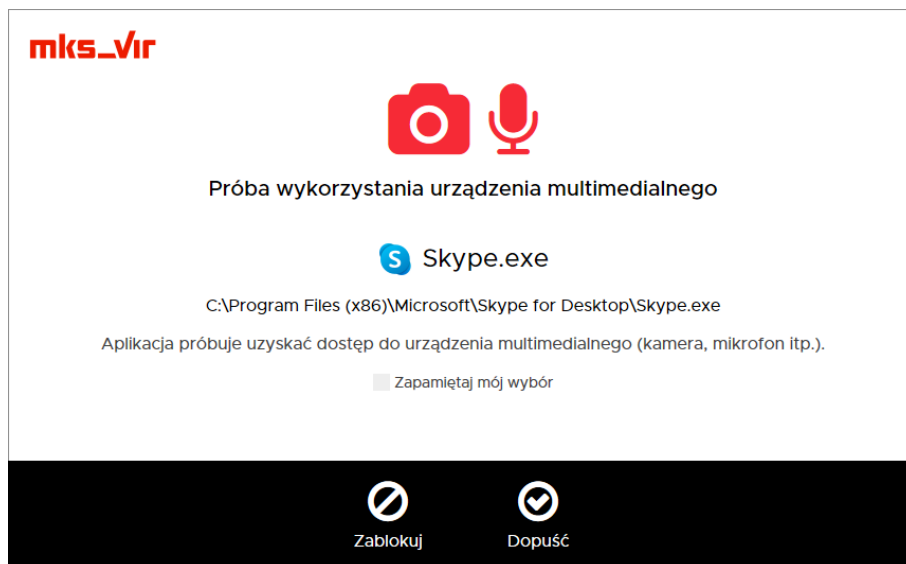 mks_vir
Próba wykorzystania urządzenia multimedialnego
Skype.exe
C:\Program Files (x86)\Microsoft\Skype for Desktop\Skype.exe
Aplikacja próbuje uzyskać dostęp do urządzenia multimedialnego (kamera, mikrofon itp.).
Zapamiętaj mój wybór
Zablokuj
Dopuść